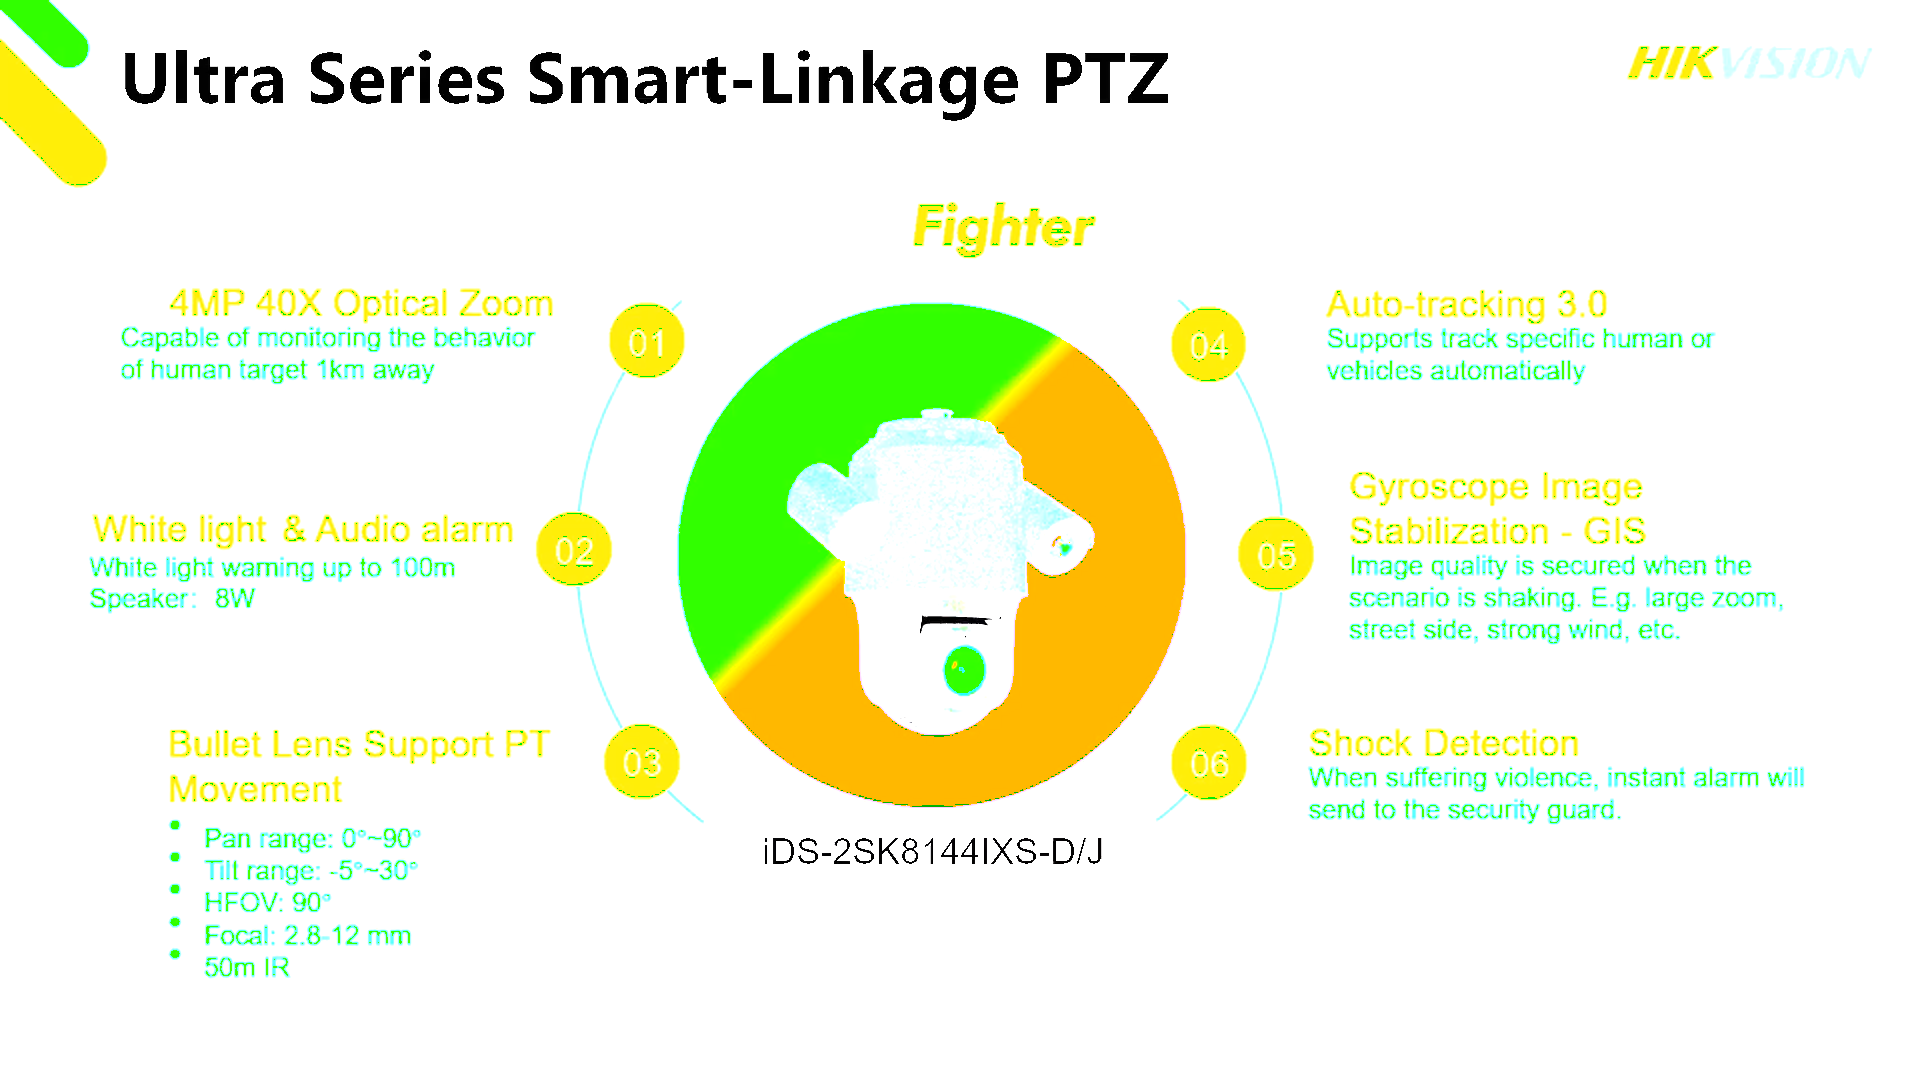 Ultra Series Smart-Linkage PTZ
HIKVISION
Fighter
4MP 40X Optical Zoom
Capable of monitoring the behavior
of human target 1km away
01
White light & Audio alarm
White light warning up to 100m
Speaker: 8W
02
Bullet Lens Support PT
Movement
• Pan range: 0°~90°
• Tilt range: -5°~30°
• HFOV: 90°
• Focal: 2.8-12 mm
• 50m IR
03
iDS-2SK8144IXS-D/J
04
Auto-tracking 3.0
Supports track specific human or
vehicles automatically
05
Gyroscope Image
Stabilization - GIS
Image quality is secured when the
scenario is shaking. E.g. large zoom,
street side, strong wind, etc.
06
Shock Detection
When suffering violence, instant alarm will
send to the security guard.